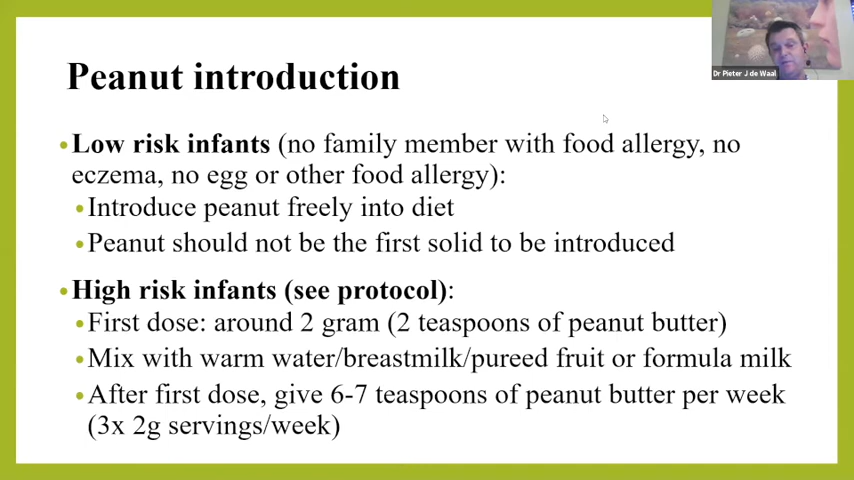 Dr Pieter J de Waal
Peanut introduction
•Low risk infants (no family member with food allergy, no
eczema, no egg or other food allergy):
•Introduce peanut freely into diet
•Peanut should not be the first solid to be introduced
•High risk infants (see protocol):
•First dose: around 2 gram (2 teaspoons of peanut butter)
•Mix with warm water/breastmilk/pureed fruit or formula milk
•After first dose, give 6-7 teaspoons of peanut butter per week
(3x 2g servings/week)